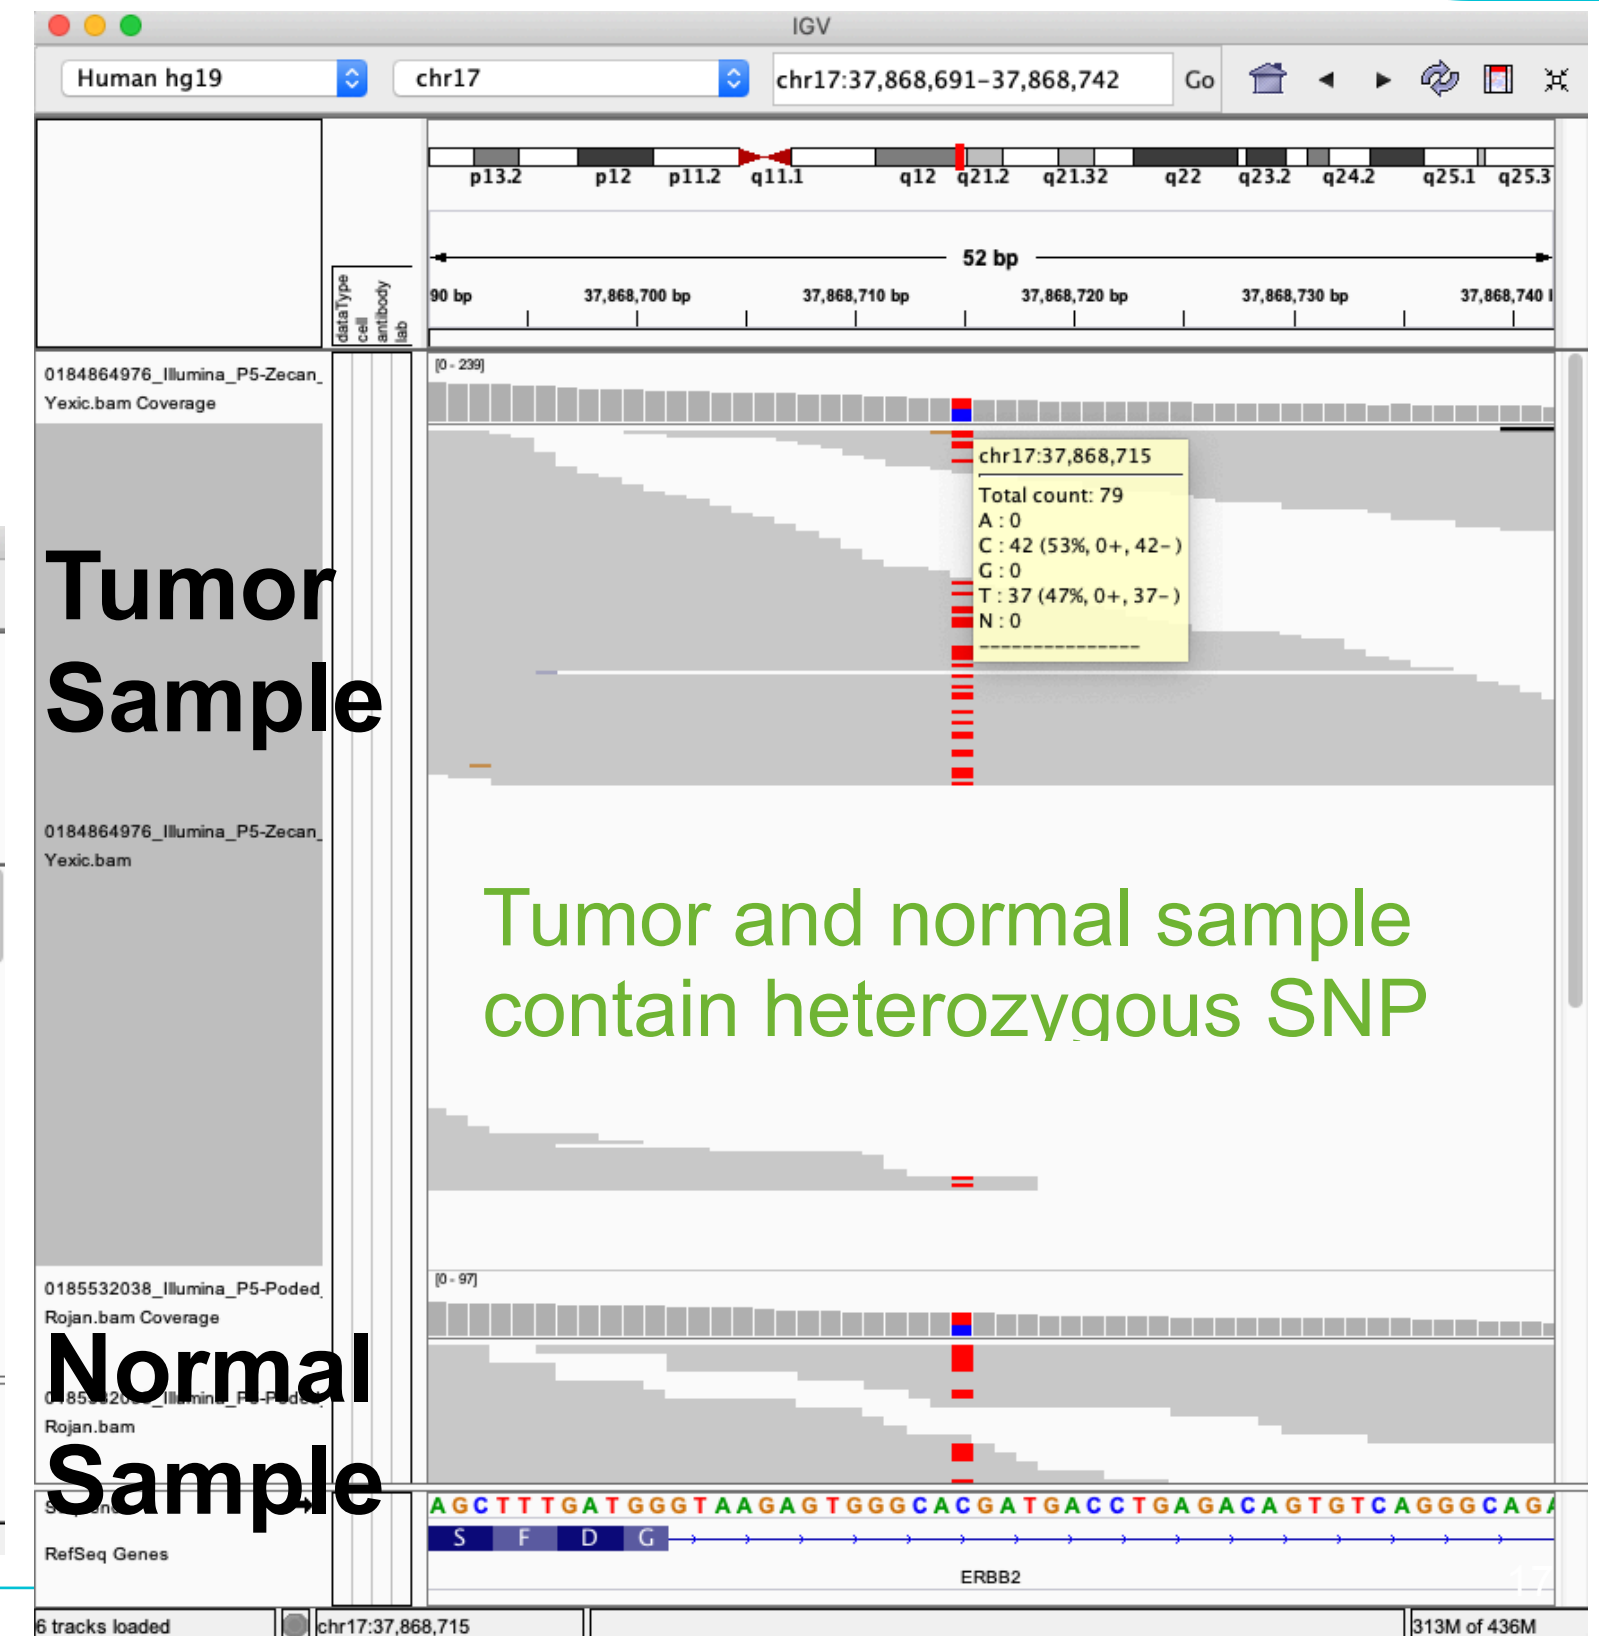 IGV
Human hg19 chr17 chr17:37,868,691-37,868,742 Go
p13.2 p12 p11.2 q11.1 q12 q21.2 q21.32 q22 q23.2 q24.2 q25.1 q25.3
52 bp
90 bp 37,868,700 bp 37,868,710 bp 37,868,720 bp 37,868,730 bp 37,868,740
dataType
cell
antibody
lab
[0 - 239]
0184864976_Illumina_P5-Zecan_
Yexic.bam Coverage
chr17:37,868,715
Total count: 79
A : 0
C : 42 (53%, 0+, 42- )
G : 0
T : 37 (47%, 0+, 37- )
N : 0
---------------
Tumor
Sample
0184864976_Illumina_P5-Zecan_
Yexic.bam
Tumor and normal sample
contain heterozygous SNP
[0 - 97]
0185532038_Illumina_P5-Poded_
Rojan.bam Coverage
Normal
Rojan.bam
Sample
A G C T T T G A T G G G T A A G A G T G G G C A C G A T G A C C T G A G A C A G T G T C A G G G C A G A
S F D G
RefSeq Genes
ERBB2
17
6 tracks loaded chr17:37,868,715 313M of 436M